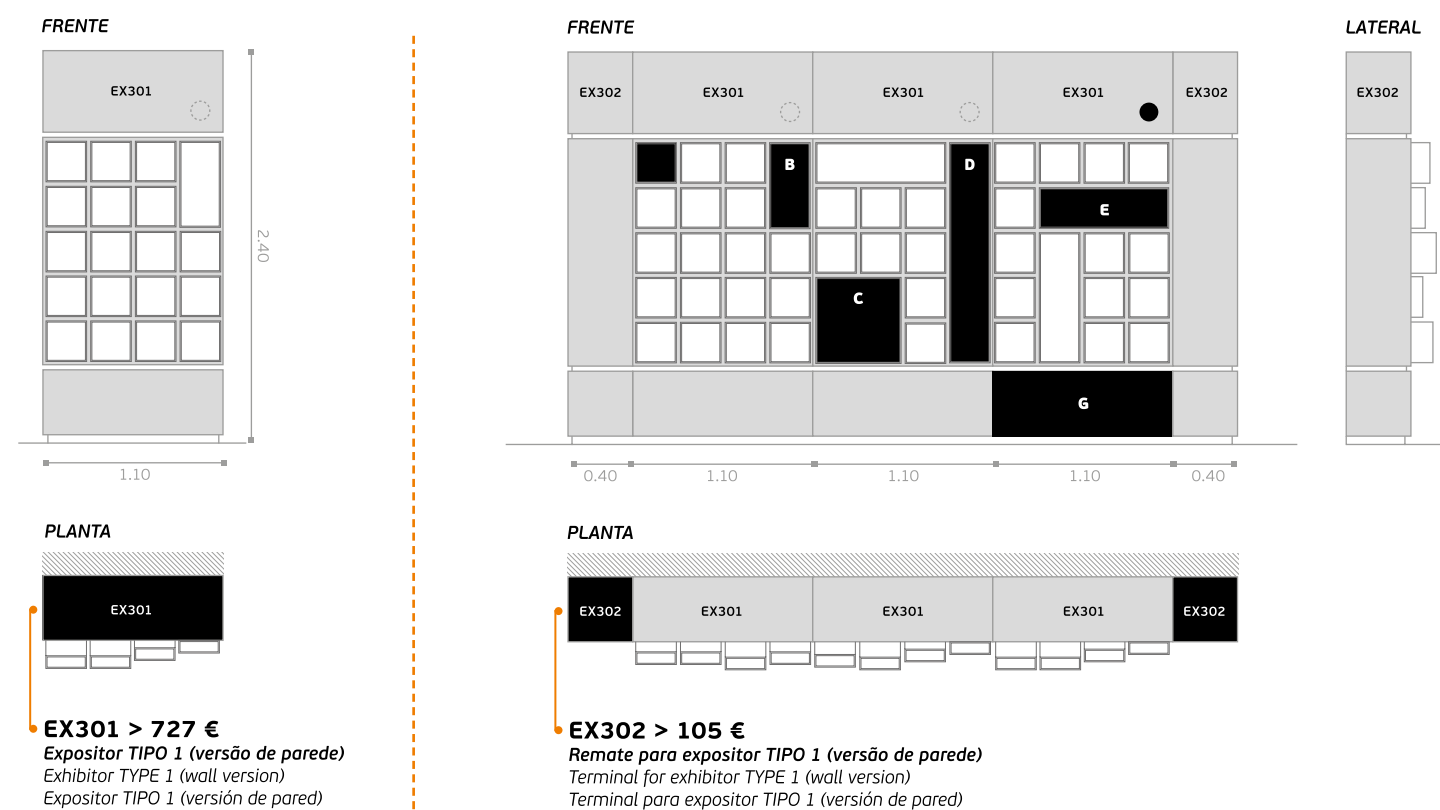 FRENTE
EX301
2.40
1.10
PLANTA
EX301
EX301 > 727 €
Expositor TIPO 1 (versão de parede)
Exhibitor TYPE 1 (wall version)
Expositor TIPO 1 (versión de pared)
FRENTE
EX302 EX301 EX301 EX301 EX302
B D
E
C
G
0.40 1.10 1.10 1.10 0.40
PLANTA
EX302 EX301 EX301 EX301 EX302
EX302 > 105 €
Remate para expositor TIPO 1 (versão de parede)
Terminal for exhibitor TYPE 1 (wall version)
Terminal para expositor TIPO 1 (versión de pared)
LATERAL
EX302